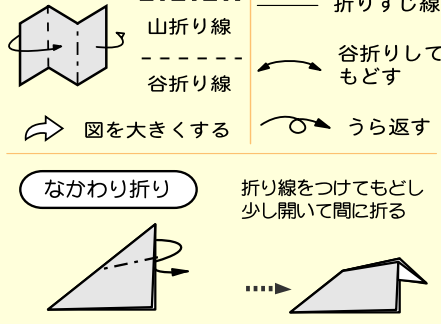 山折り線
谷折り線
図を大きくする
折りすじ線
谷折りして
もどす
うら返す
なかわり折り
折り線をつけてもどし
少し開いて間に折る